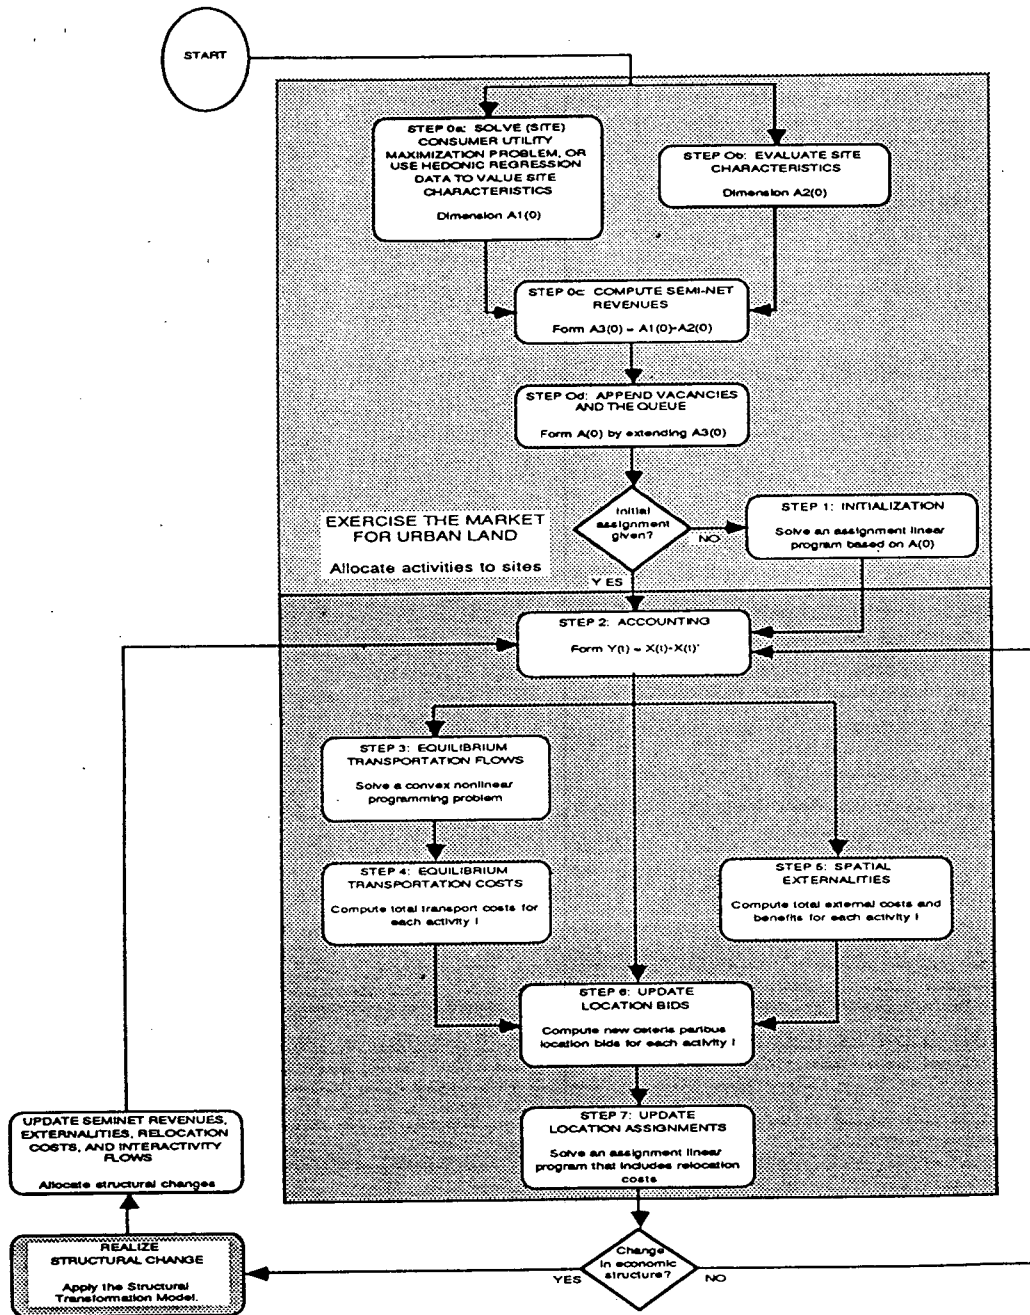 START
STEP 0a: SOLVE (SITE)
CONSUMER UTILITY
MAXIMIZATION PROBLEM, OR
USE HEDONIC REGRESSION
DATA TO VALUE SITE
CHARACTERISTICS
Dimension A1(0)
STEP Ob: EVALUATE SITE
CHARACTERISTICS
Dimension A2(0)
STEP 0c: COMPUTE SEMI-NET
REVENUES
Form A3(0) = A1(0)-A2(0)
STEP Od: APPEND VACANCIES
AND THE QUEUE
Form A(0) by extending A3(0)
Initial
assignment
given?
NO
YES
STEP 1: INITIALIZATION
Solve an assignment linear
program based on A(0)
EXERCISE THE MARKET
FOR URBAN LAND
Allocate activities to sites
STEP 2: ACCOUNTING
Form Y(t) = X(t)-X(t)'
STEP 3: EQUILIBRIUM
TRANSPORTATION FLOWS
Solve a convex nonlinear
programming problem
STEP 4: EQUILIBRIUM
TRANSPORTATION COSTS
Compute total transport costs for
each activity i
STEP 5: SPATIAL
EXTERNALITIES
Compute total external costs and
benefits for each activity i
STEP 6: UPDATE
LOCATION BIDS
Compute new ceteris paribus
location bids for each activity i
STEP 7: UPDATE
LOCATION ASSIGNMENTS
Solve an assignment linear
program that includes relocation
costs
UPDATE SEMINET REVENUES,
EXTERNALITIES, RELOCATION
COSTS, AND INTERACTIVITY
FLOWS
Allocate structural changes
REALIZE
STRUCTURAL CHANGE
Apply the Structural
Transformation Model.
Change
in economic
structure?
YES
NO